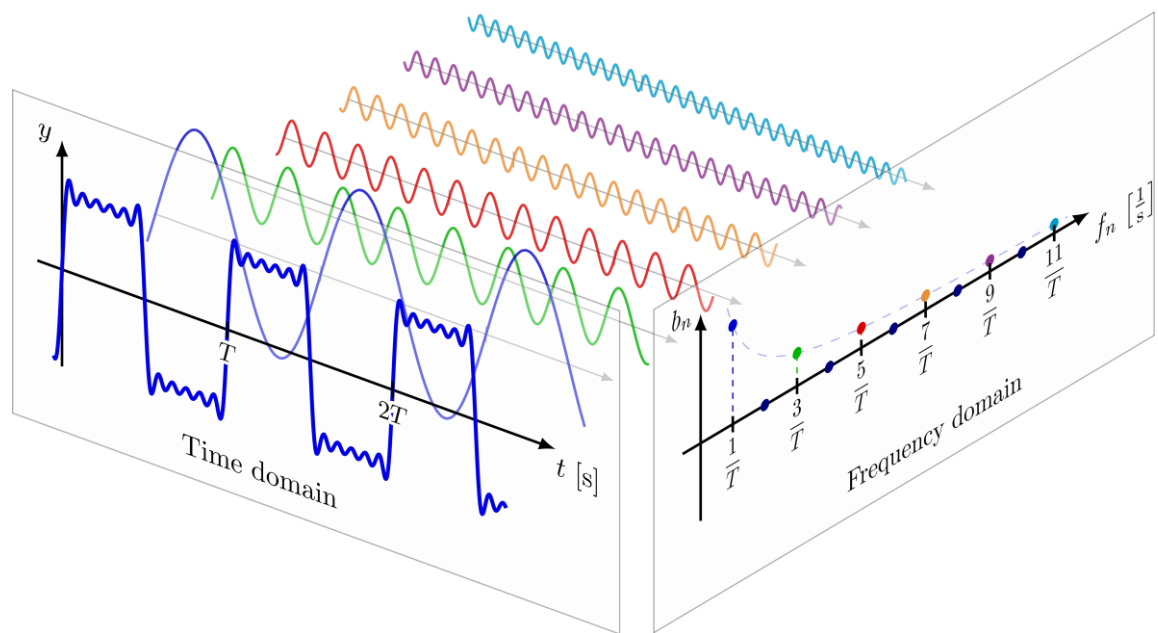 y
T
2T
t [s]
Time domain
b_n
1/T
3/T
5/T
7/T
9/T
11/T
f_n [1/s]
Frequency domain